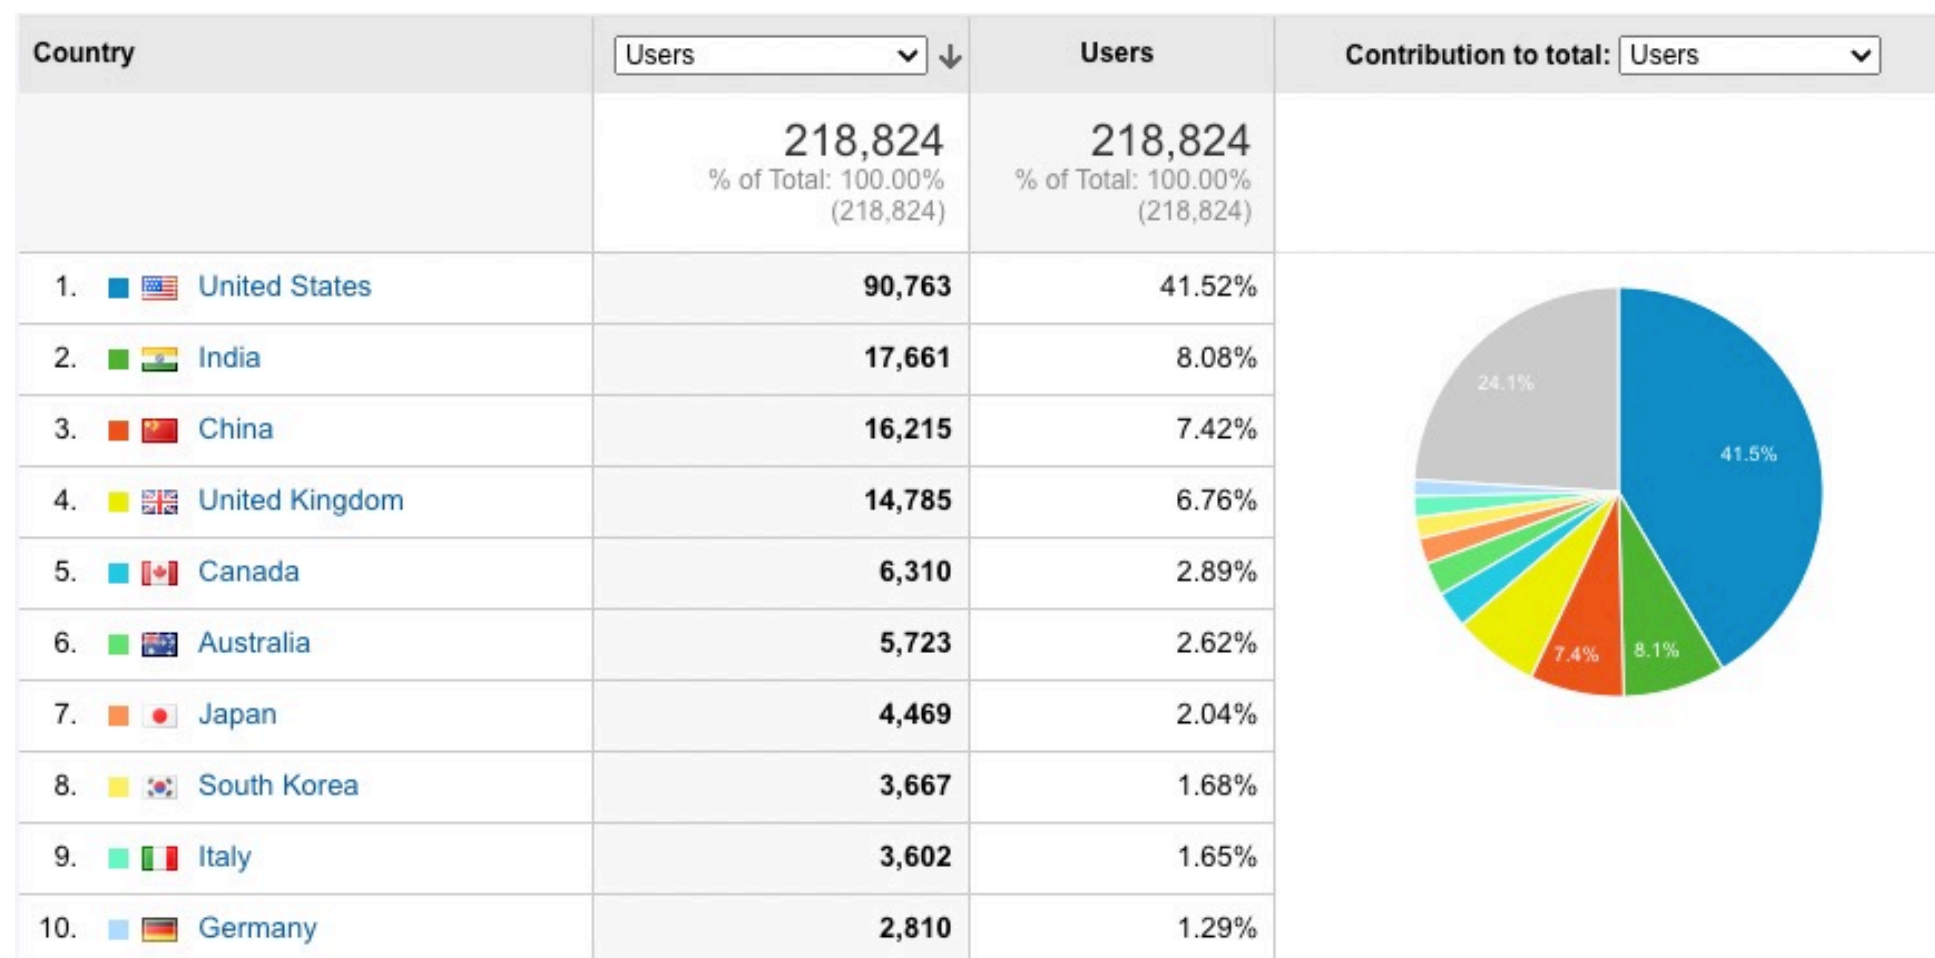 Country Users Users Contribution to total: Users
218,824 218,824
% of Total: 100.00% % of Total: 100.00%
(218,824) (218,824)
1. United States 90,763 41.52%
2. India 17,661 8.08%
3. China 16,215 7.42%
4. United Kingdom 14,785 6.76%
5. Canada 6,310 2.89%
6. Australia 5,723 2.62%
7. Japan 4,469 2.04%
8. South Korea 3,667 1.68%
9. Italy 3,602 1.65%
10. Germany 2,810 1.29%
24.1%
41.5%
7.4% 8.1%